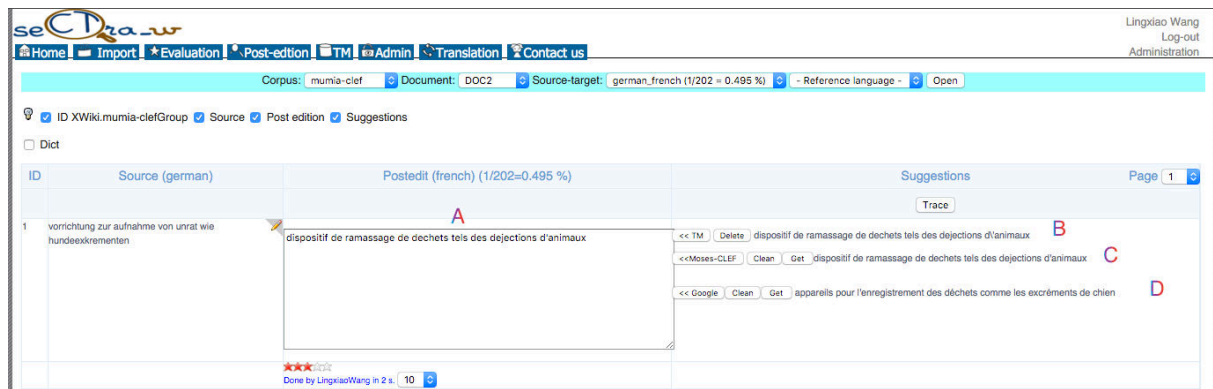 seCTra_w
Lingxiao Wang
Log-out
Administration
Home Import Evaluation Post-edtion TM Admin Translation Contact us
Corpus: mumia-clef Document: DOC2 Source-target: german_french (1/202 = 0.495 %) - Reference language - Open
ID XWiki.mumia-clefGroup Source Post edition Suggestions
Dict
ID Source (german) Postedit (french) (1/202=0.495 %) Suggestions Page 1
Trace
A
1 vorrichtung zur aufnahme von unrat wie
hundeexkrementen
dispositif de ramassage de dechets tels des dejections d'animaux
<< TM Delete dispositif de ramassage de dechets tels des dejections d\'animaux B
<<Moses-CLEF Clean Get dispositif de ramassage de dechets tels des dejections d'animaux C
<< Google Clean Get appareils pour l'enregistrement des déchets comme les excréments de chien D
Done by LingxiaoWang in 2 s. 10